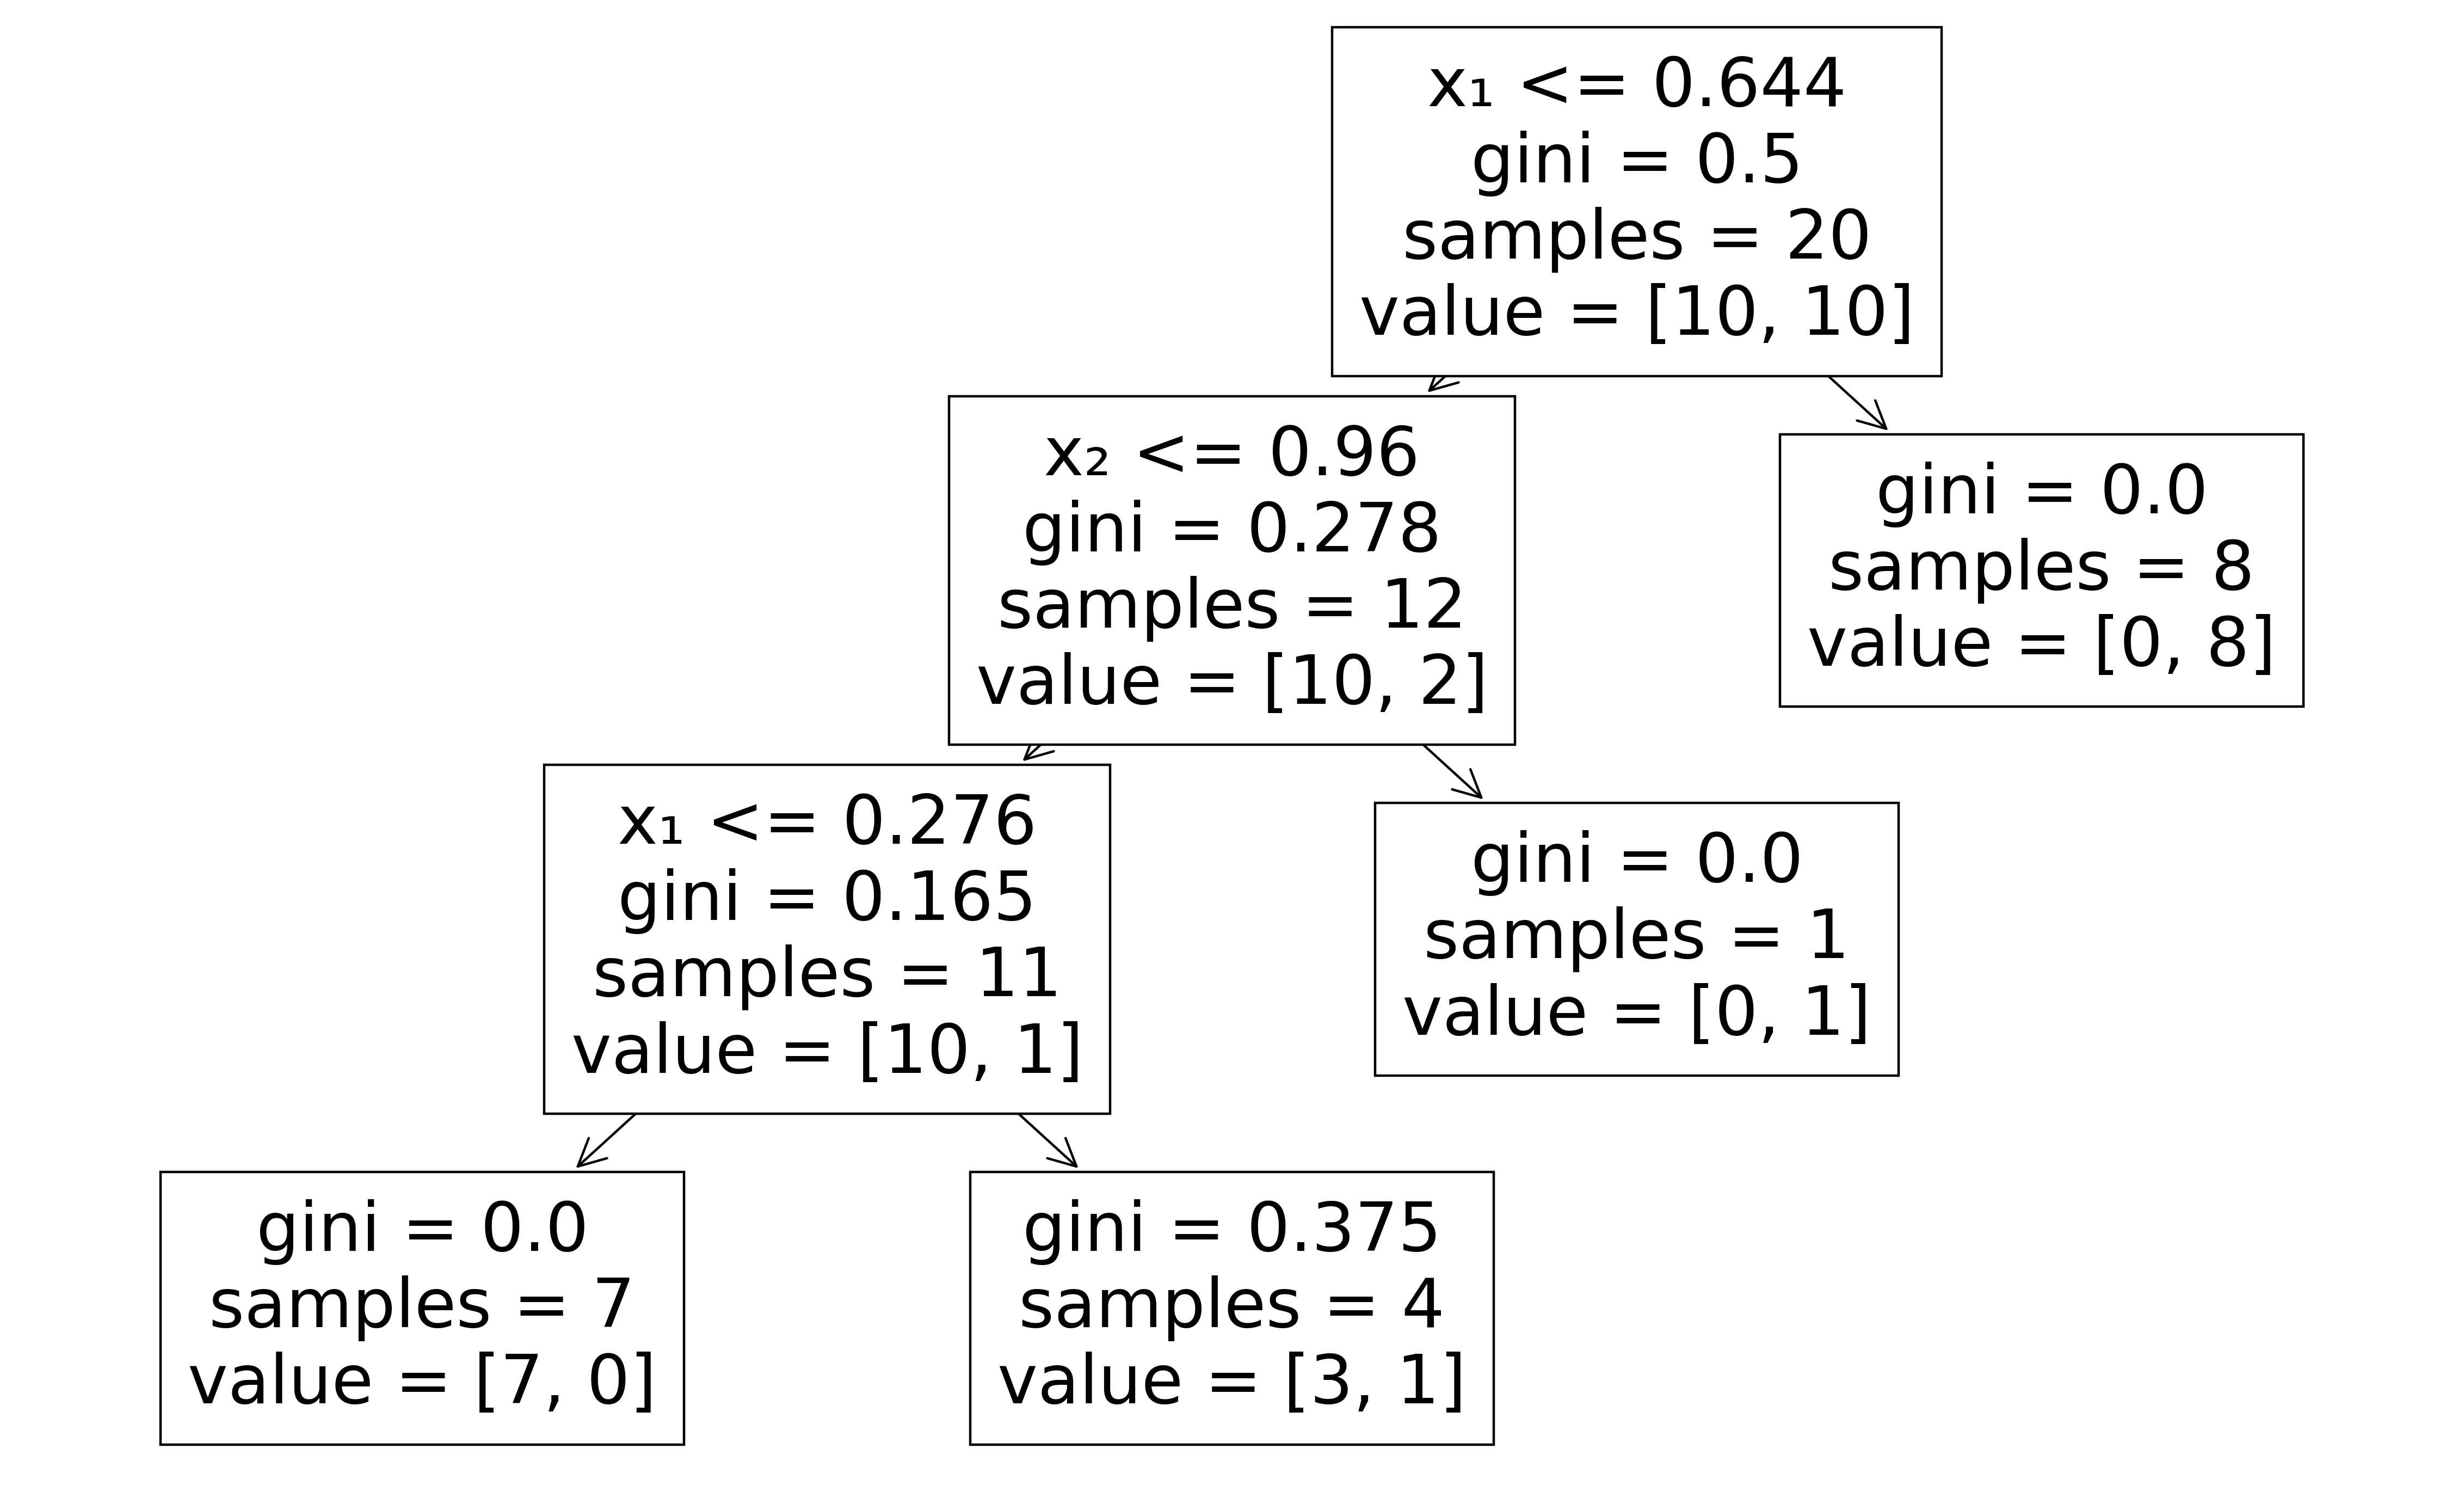 x₁ <= 0.644
gini = 0.5
samples = 20
value = [10, 10]
x₂ <= 0.96
gini = 0.278
samples = 12
value = [10, 2]
gini = 0.0
samples = 8
value = [0, 8]
x₁ <= 0.276
gini = 0.165
samples = 11
value = [10, 1]
gini = 0.0
samples = 1
value = [0, 1]
gini = 0.0
samples = 7
value = [7, 0]
gini = 0.375
samples = 4
value = [3, 1]